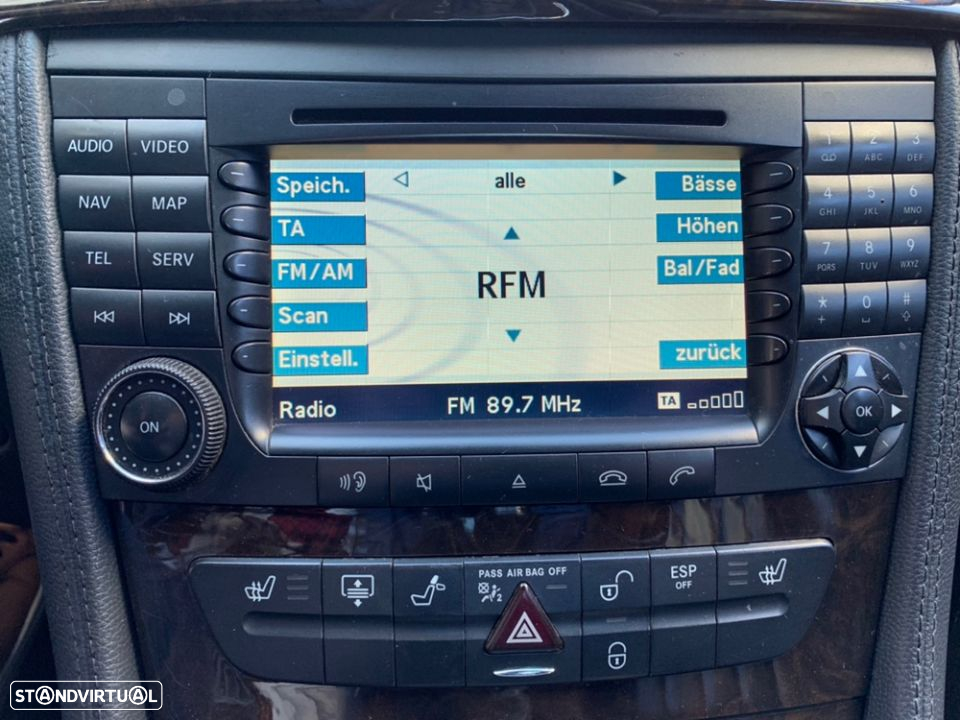 AUDIO VIDEO
NAV MAP
TEL SERV
ON
Speich.
TA
FM/AM
Scan
Einstell.
alle
RFM
Bässe
Höhen
Bal/Fad
zurück
Radio FM 89.7 MHz TA
1 2 ABC 3 DEF
4 GHI 5 JKL 6 MNO
7 PQRS 8 TUV 9 WXYZ
* + 0 #
OK
PASS AIR BAG OFF
2
ESP
OFF
STANDVIRTUAL